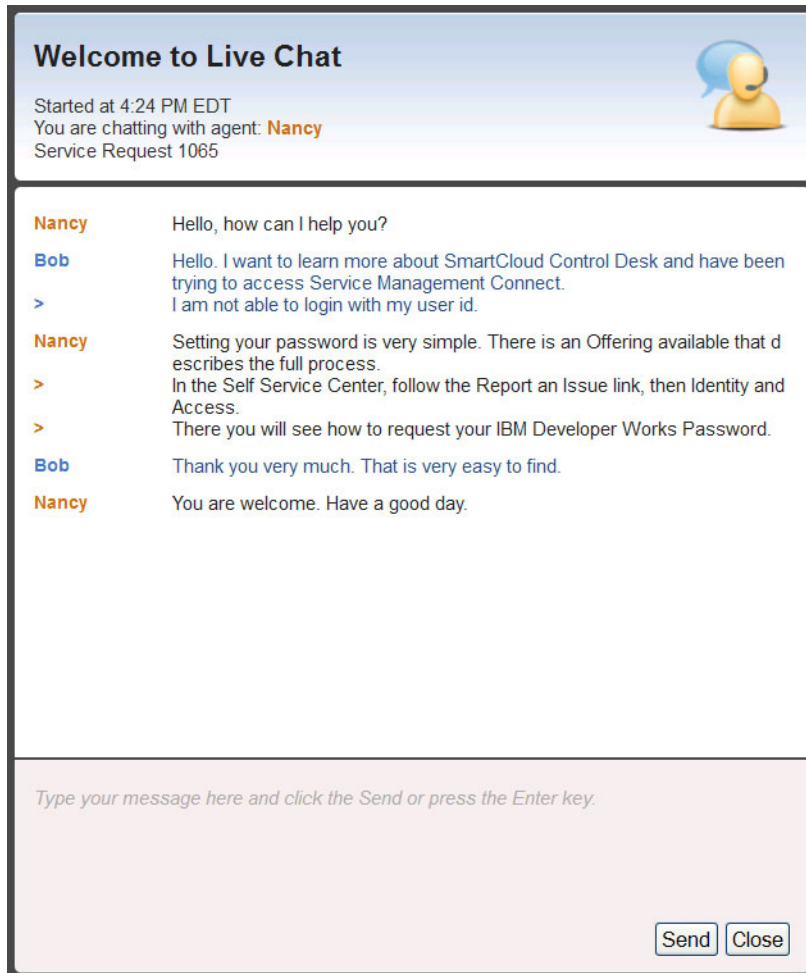 Welcome to Live Chat
Started at 4:24 PM EDT
You are chatting with agent: Nancy
Service Request 1065
Nancy Hello, how can I help you?
Bob Hello. I want to learn more about SmartCloud Control Desk and have been
trying to access Service Management Connect.
> I am not able to login with my user id.
Nancy Setting your password is very simple. There is an Offering available that d
escribes the full process.
> In the Self Service Center, follow the Report an Issue link, then Identity and
Access.
> There you will see how to request your IBM Developer Works Password.
Bob Thank you very much. That is very easy to find.
Nancy You are welcome. Have a good day.
Type your message here and click the Send or press the Enter key.
Send Close